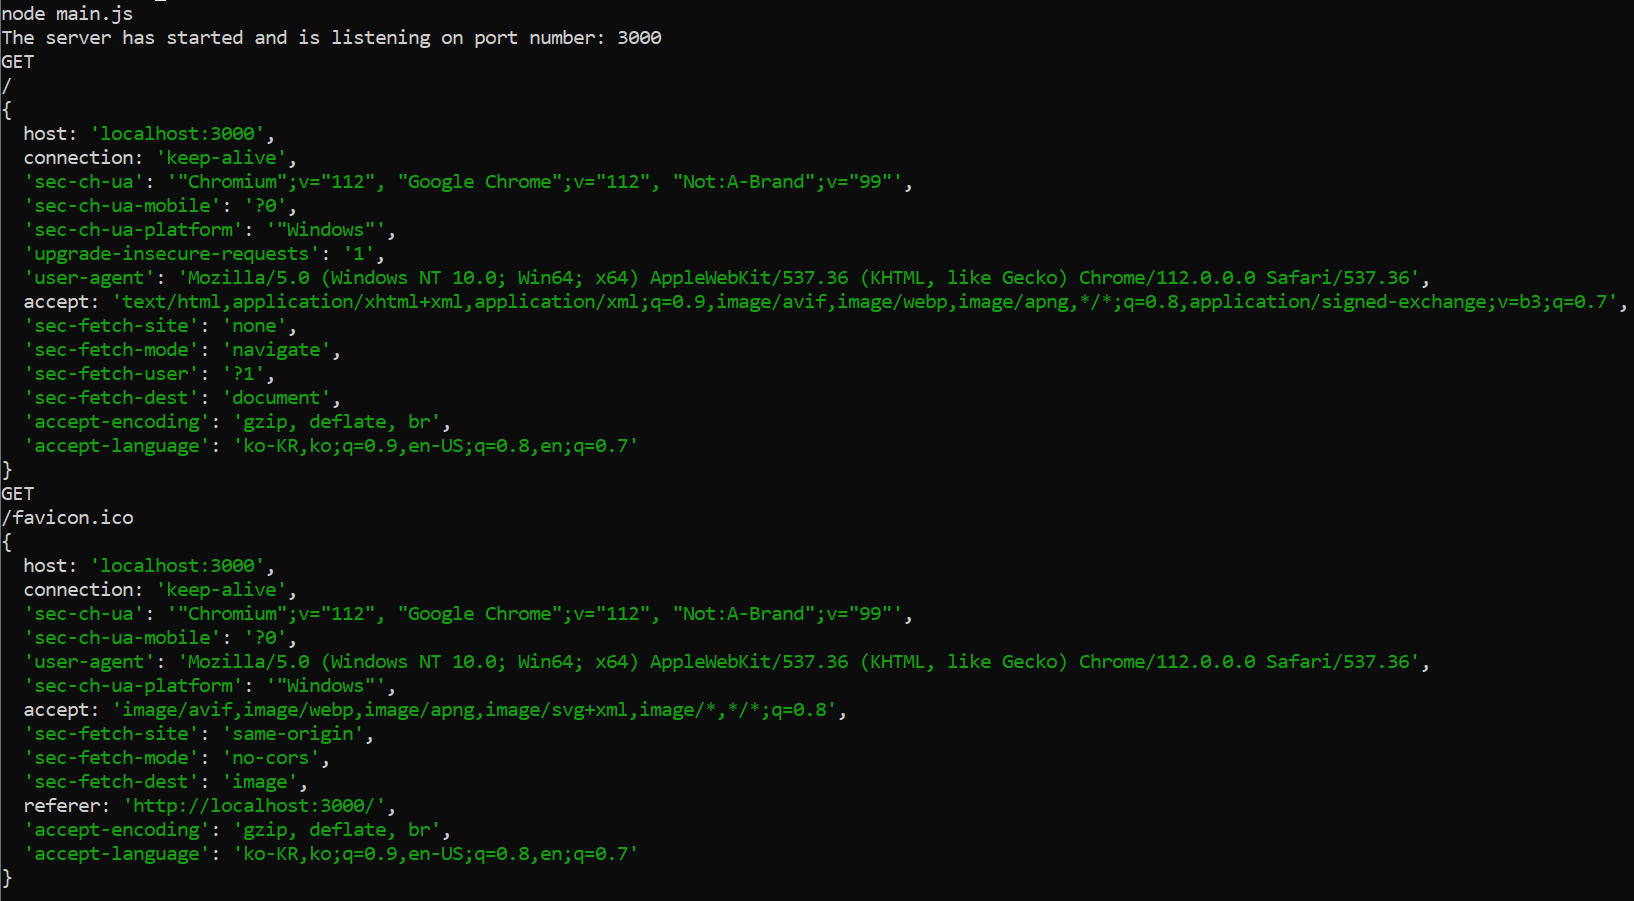 node main.js
The server has started and is listening on port number: 3000
GET
/
{
  host: 'localhost:3000',
  connection: 'keep-alive',
  'sec-ch-ua': '"Chromium";v="112", "Google Chrome";v="112", "Not:A-Brand";v="99"',
  'sec-ch-ua-mobile': '?0',
  'sec-ch-ua-platform': '"Windows"',
  'upgrade-insecure-requests': '1',
  'user-agent': 'Mozilla/5.0 (Windows NT 10.0; Win64; x64) AppleWebKit/537.36 (KHTML, like Gecko) Chrome/112.0.0.0 Safari/537.36',
  accept: 'text/html,application/xhtml+xml,application/xml;q=0.9,image/avif,image/webp,image/apng,*/*;q=0.8,application/signed-exchange;v=b3;q=0.7',
  'sec-fetch-site': 'none',
  'sec-fetch-mode': 'navigate',
  'sec-fetch-user': '?1',
  'sec-fetch-dest': 'document',
  'accept-encoding': 'gzip, deflate, br',
  'accept-language': 'ko-KR,ko;q=0.9,en-US;q=0.8,en;q=0.7'
}
GET
/favicon.ico
{
  host: 'localhost:3000',
  connection: 'keep-alive',
  'sec-ch-ua': '"Chromium";v="112", "Google Chrome";v="112", "Not:A-Brand";v="99"',
  'sec-ch-ua-mobile': '?0',
  'user-agent': 'Mozilla/5.0 (Windows NT 10.0; Win64; x64) AppleWebKit/537.36 (KHTML, like Gecko) Chrome/112.0.0.0 Safari/537.36',
  'sec-ch-ua-platform': '"Windows"',
  accept: 'image/avif,image/webp,image/apng,image/svg+xml,image/*,*/*;q=0.8',
  'sec-fetch-site': 'same-origin',
  'sec-fetch-mode': 'no-cors',
  'sec-fetch-dest': 'image',
  referer: 'http://localhost:3000/',
  'accept-encoding': 'gzip, deflate, br',
  'accept-language': 'ko-KR,ko;q=0.9,en-US;q=0.8,en;q=0.7'
}